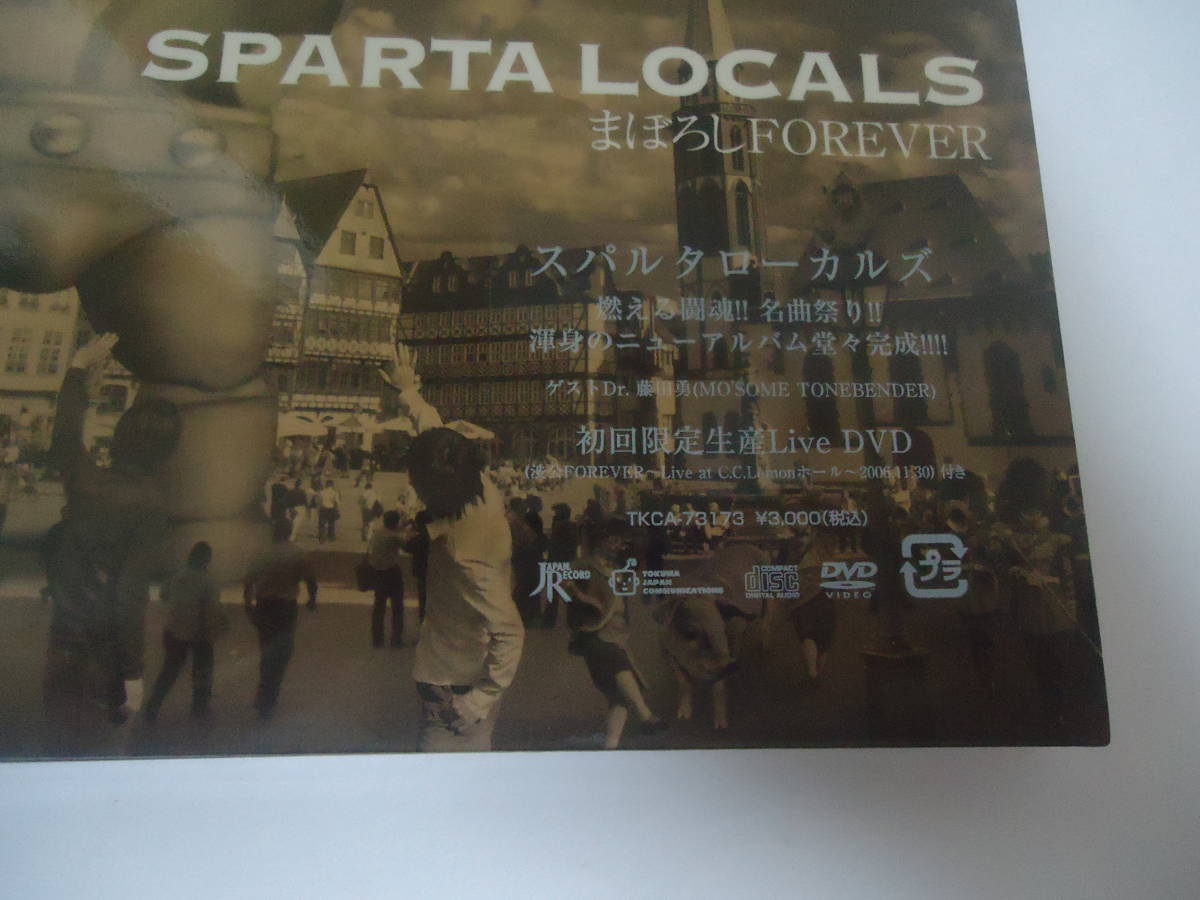 SPARTA LOCALS
まぼろしFOREVER
スパルタローカルズ
燃える闘魂!! 名曲祭り!!
渾身のニューアルバム堂々完成!!!!
ゲストDr. 藤田勇(MO'SOME TONEBENDER)
初回限定生産Live DVD
(渋公FOREVER～Live at C.C.Lemonホール～2006.11.30) 付き
TKCA-73173 ¥3,000(税込)
JAPAN RECORD
TOKUMA JAPAN COMMUNICATIONS
COMPACT disc DIGITAL AUDIO
DVD VIDEO
プラ